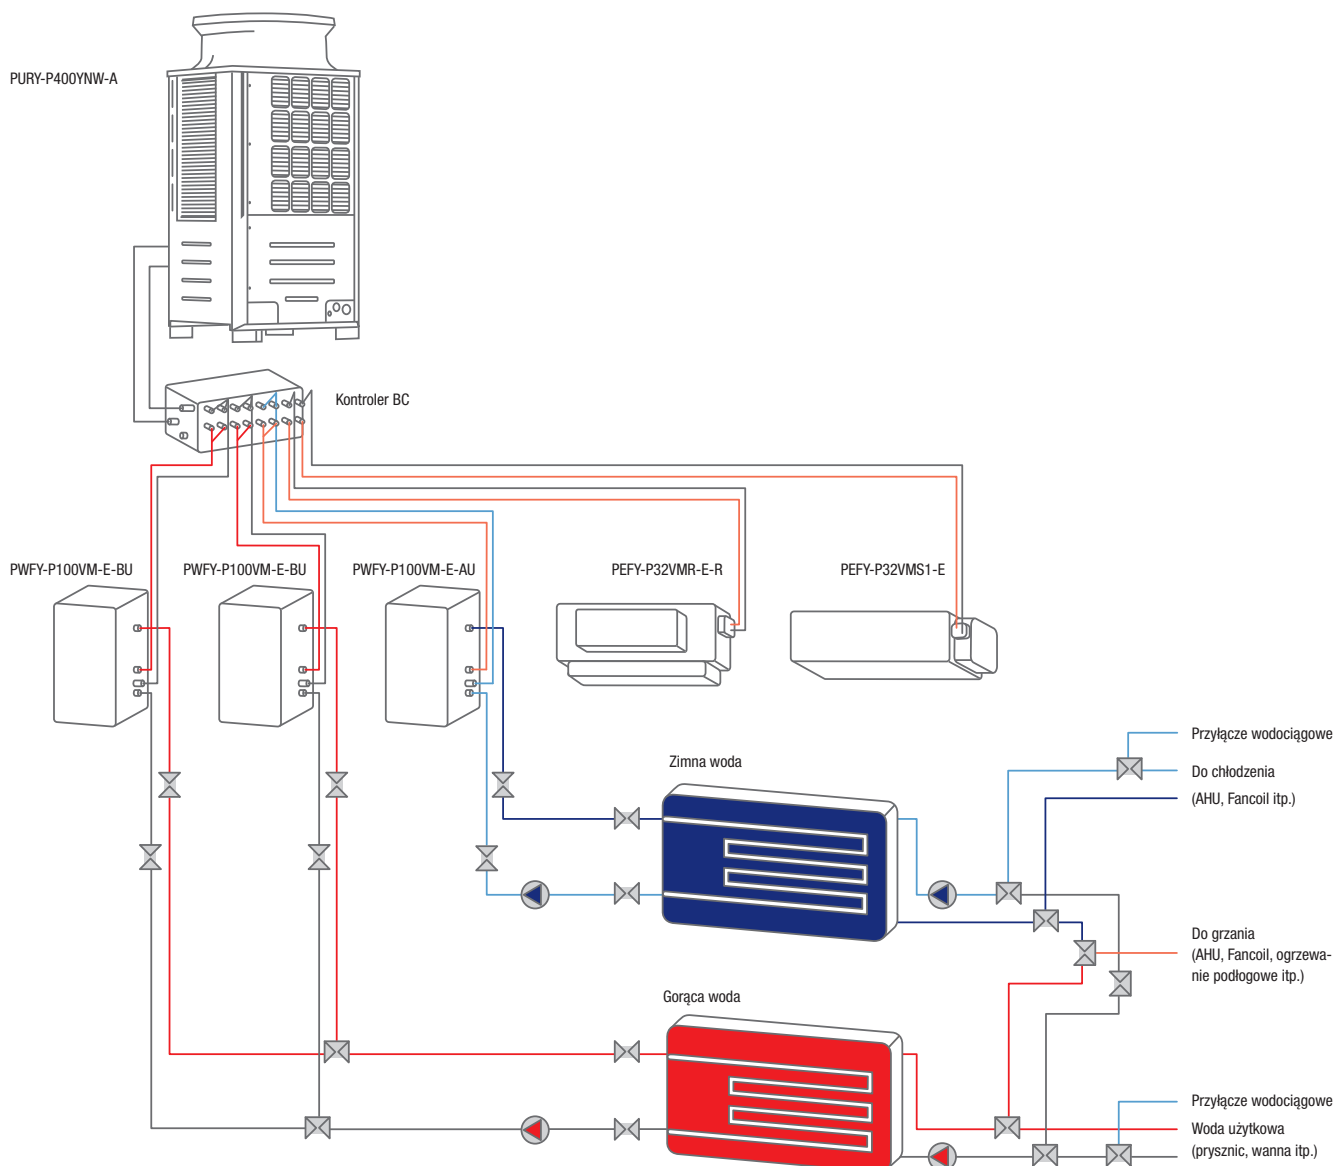 PURY-P400YNW-A
Kontroler BC
PWFY-P100VM-E-BU
PWFY-P100VM-E-BU
PWFY-P100VM-E-AU
PEFY-P32VMR-E-R
PEFY-P32VMS1-E
Przyłącze wodociągowe
Zimna woda
Do chłodzenia
(AHU, Fancoil itp.)
Do grzania
(AHU, Fancoil, ogrzewa-
nie podłogowe itp.)
Gorąca woda
Przyłącze wodociągowe
Woda użytkowa
(prysznic, wanna itp.)